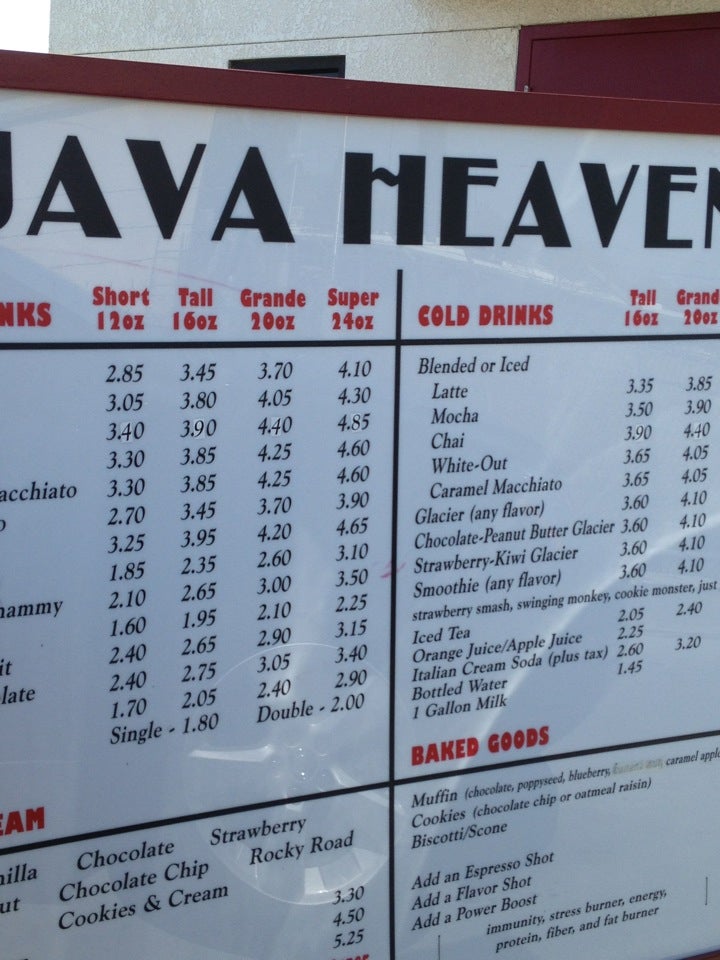 JAVA HEAVEN
NKS Short Tall Grande Super
12oz 16oz 20oz 24oz
2.85 3.45 3.70 4.10
3.05 3.80 4.05 4.30
3.40 3.90 4.40 4.85
3.30 3.85 4.25 4.60
acchiato 3.30 3.85 4.25 4.60
o 2.70 3.45 3.70 3.90
3.25 3.95 4.20 4.65
1.85 2.35 2.60 3.10
hammy 2.10 2.65 3.00 3.50
1.60 1.95 2.10 2.25
it 2.40 2.65 2.90 3.15
late 2.40 2.75 3.05 3.40
1.70 2.05 2.40 2.90
Single - 1.80 Double - 2.00
EAM
nilla Chocolate Strawberry
ut Chocolate Chip Rocky Road
Cookies & Cream
3.30
4.50
5.25
COLD DRINKS Tall Grand
16oz 20oz
Blended or Iced
Latte 3.35 3.85
Mocha 3.50 3.90
Chai 3.90 4.40
White-Out 3.65 4.05
Caramel Macchiato 3.65 4.05
Glacier (any flavor) 3.60 4.10
Chocolate-Peanut Butter Glacier 3.60 4.10
Strawberry-Kiwi Glacier 3.60 4.10
Smoothie (any flavor) 3.60 4.10
strawberry smash, swinging monkey, cookie monster, just
Iced Tea 2.05 2.40
Orange Juice/Apple Juice 2.25
Italian Cream Soda (plus tax) 2.60 3.20
Bottled Water 1.45
1 Gallon Milk
BAKED GOODS
Muffin (chocolate, poppyseed, blueberry, caramel apple
Cookies (chocolate chip or oatmeal raisin)
Biscotti/Scone
Add an Espresso Shot
Add a Flavor Shot
Add a Power Boost
immunity, stress burner, energy,
protein, fiber, and fat burner